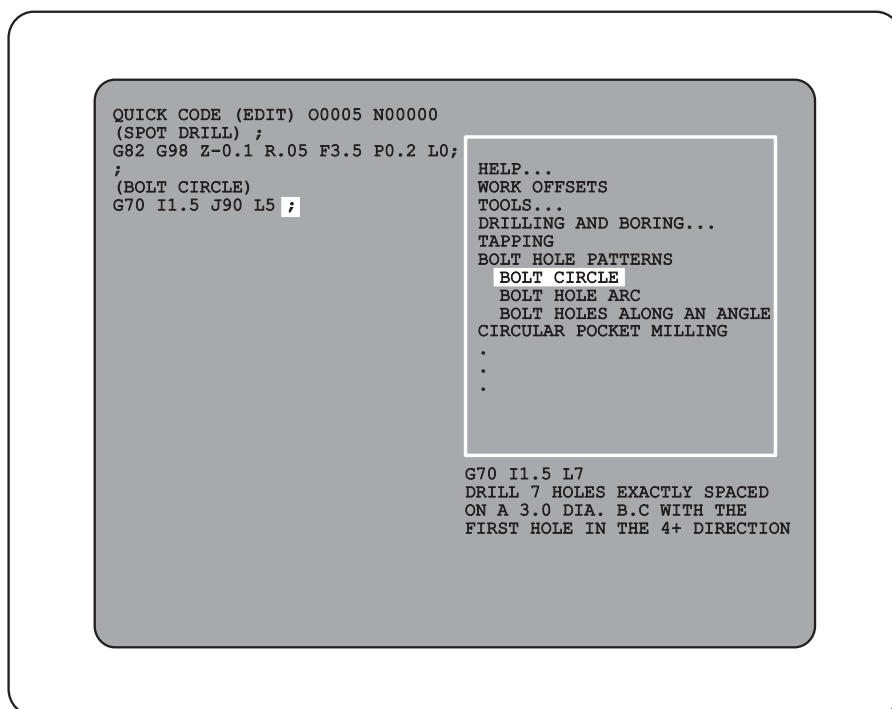 QUICK CODE (EDIT) O0005 N00000
(SPOT DRILL) ;
G82 G98 Z-0.1 R.05 F3.5 P0.2 L0;
;
(BOLT CIRCLE)
G70 I1.5 J90 L5 ;
HELP...
WORK OFFSETS
TOOLS...
DRILLING AND BORING...
TAPPING
BOLT HOLE PATTERNS
BOLT CIRCLE
BOLT HOLE ARC
BOLT HOLES ALONG AN ANGLE
CIRCULAR POCKET MILLING
.
.
.
G70 I1.5 L7
DRILL 7 HOLES EXACTLY SPACED
ON A 3.0 DIA. B.C WITH THE
FIRST HOLE IN THE 4+ DIRECTION